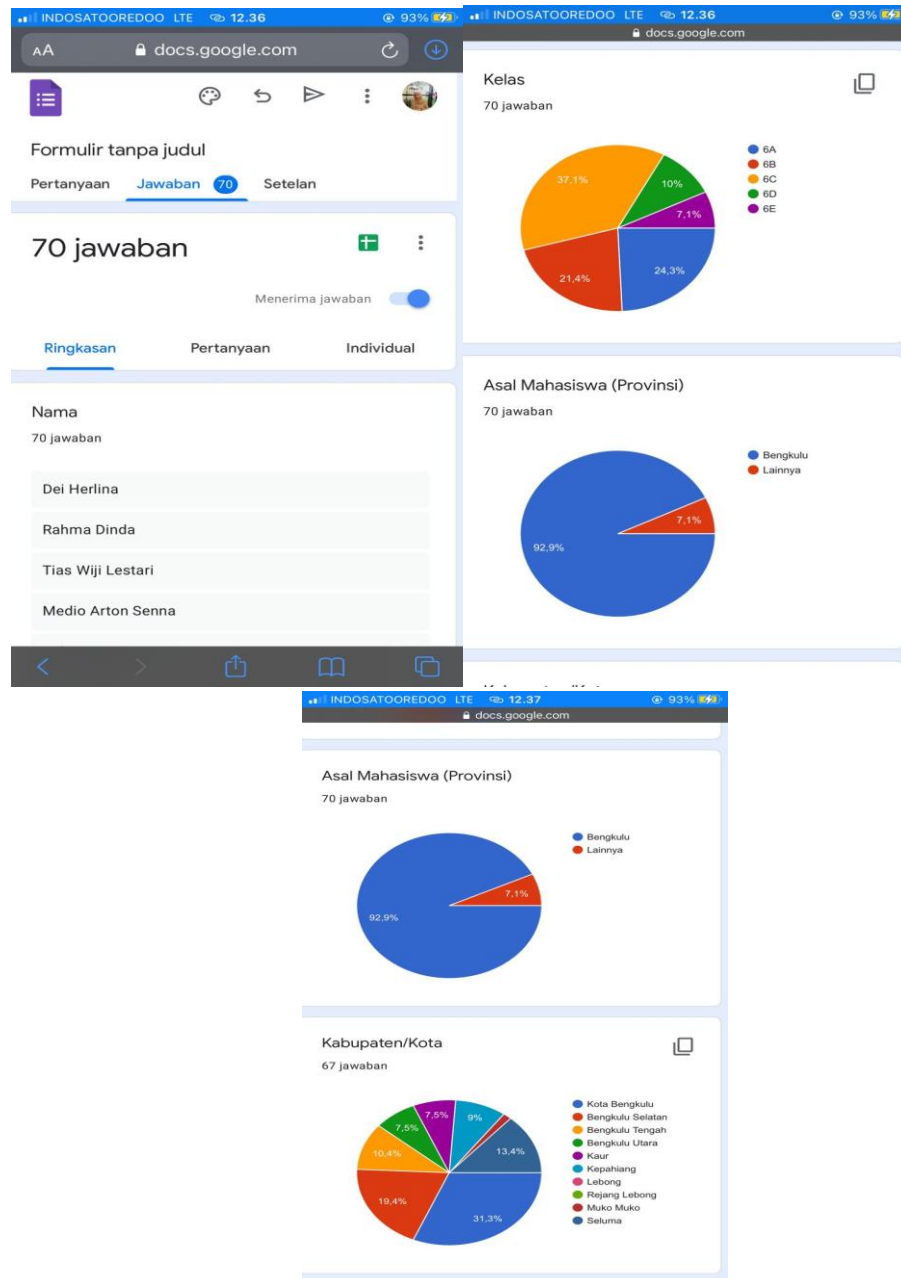 INDOSATOOREDOO LTE 12.36 93%
AA docs.google.com
Formulir tanpa judul
Pertanyaan Jawaban 70 Setelan
70 jawaban
Menerima jawaban
Ringkasan Pertanyaan Individual
Nama
70 jawaban
Dei Herlina
Rahma Dinda
Tias Wiji Lestari
Medio Arton Senna
INDOSATOOREDOO LTE 12.36 93%
docs.google.com
Kelas
70 jawaban
37,1%
10%
7,1%
21,4%
24,3%
6A
6B
6C
6D
6E
Asal Mahasiswa (Provinsi)
70 jawaban
7,1%
92,9%
Bengkulu
Lainnya
INDOSATOOREDOO LTE 12.37 93%
docs.google.com
Asal Mahasiswa (Provinsi)
70 jawaban
7,1%
92,9%
Bengkulu
Lainnya
Kabupaten/Kota
67 jawaban
7,5%
9%
7,5%
10,4%
13,4%
19,4%
31,3%
Kota Bengkulu
Bengkulu Selatan
Bengkulu Tengah
Bengkulu Utara
Kaur
Kepahiang
Lebong
Rejang Lebong
Muko Muko
Seluma